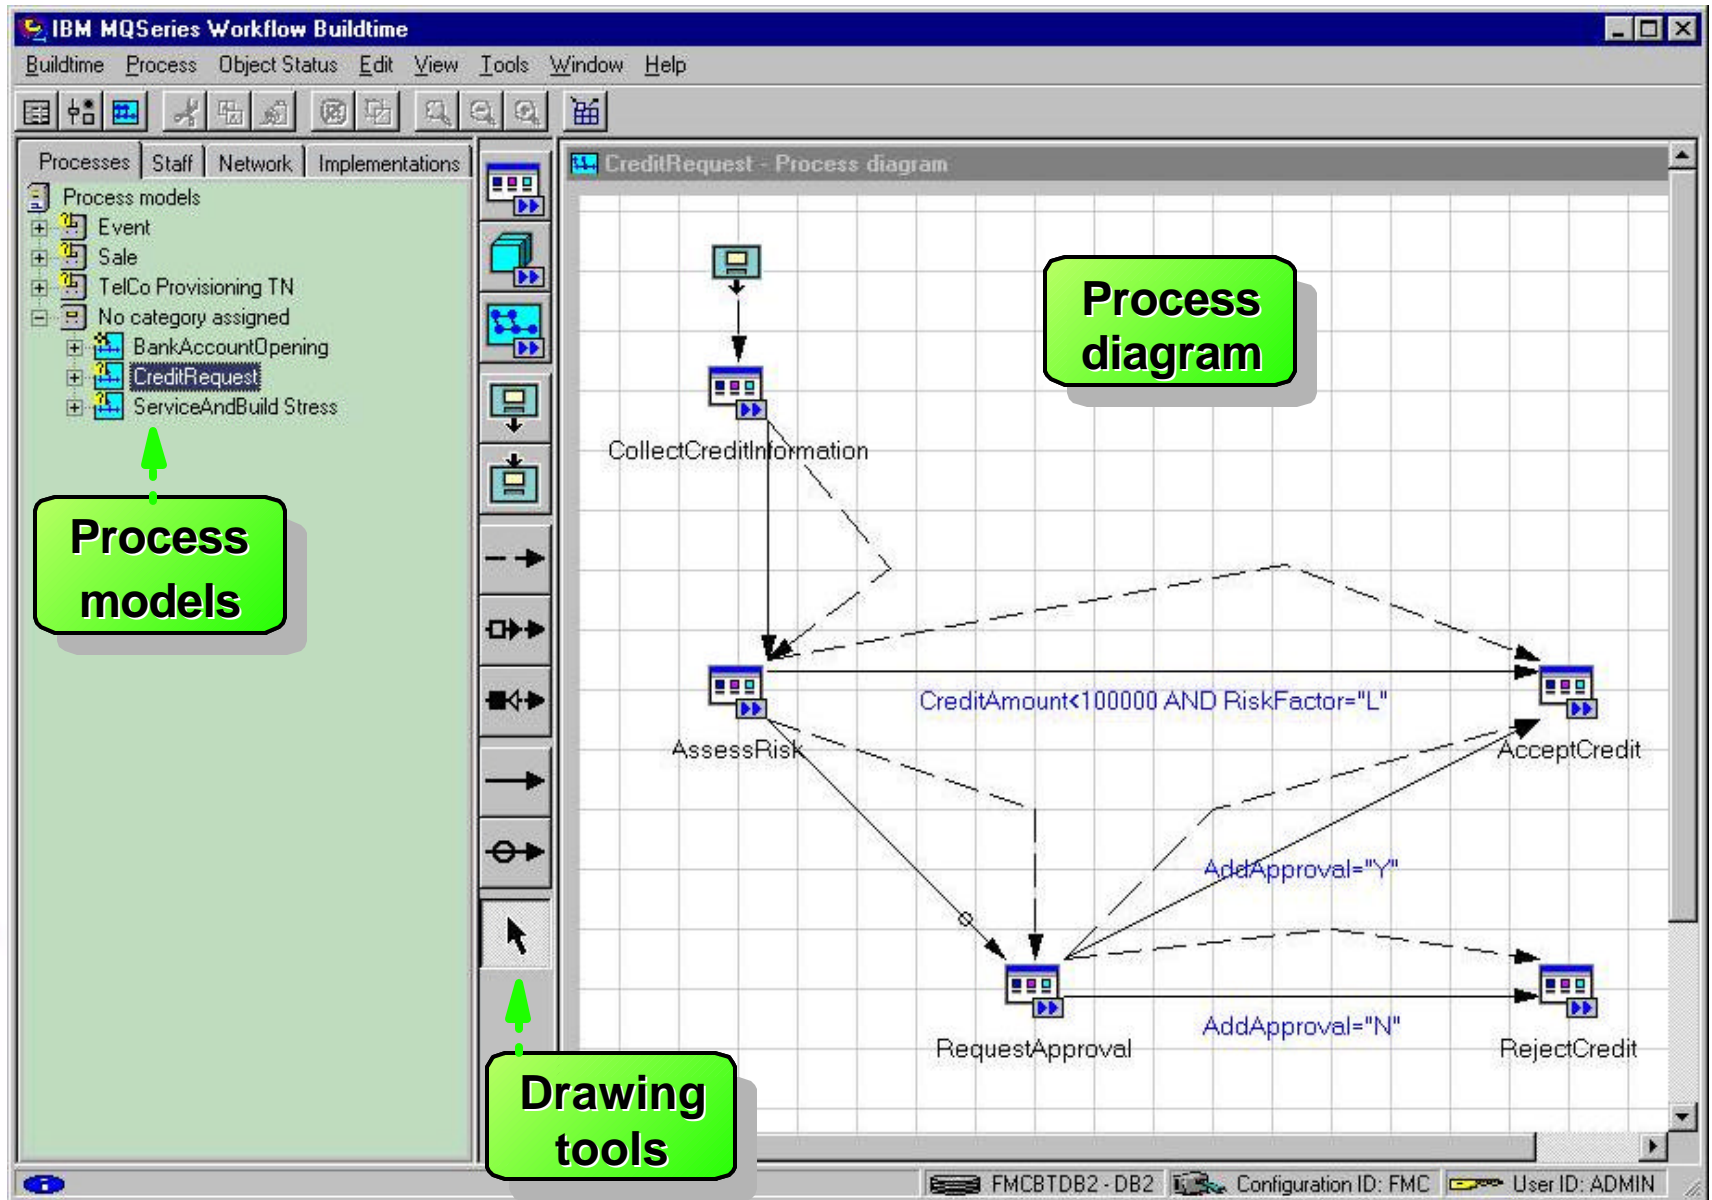 IBM MQSeries Workflow Buildtime
Buildtime Process Object Status Edit View Tools Window Help
Processes Staff Network Implementations
Process models
Event
Sale
TelCo Provisioning TN
No category assigned
BankAccountOpening
CreditRequest
ServiceAndBuild Stress
Process
models
Drawing
tools
CreditRequest - Process diagram
Process
diagram
CollectCreditInformation
CreditAmount<100000 AND RiskFactor="L"
AssessRisk
AcceptCredit
AddApproval="Y"
AddApproval="N"
RequestApproval
RejectCredit
FMCBTDB2 - DB2 Configuration ID: FMC User ID: ADMIN